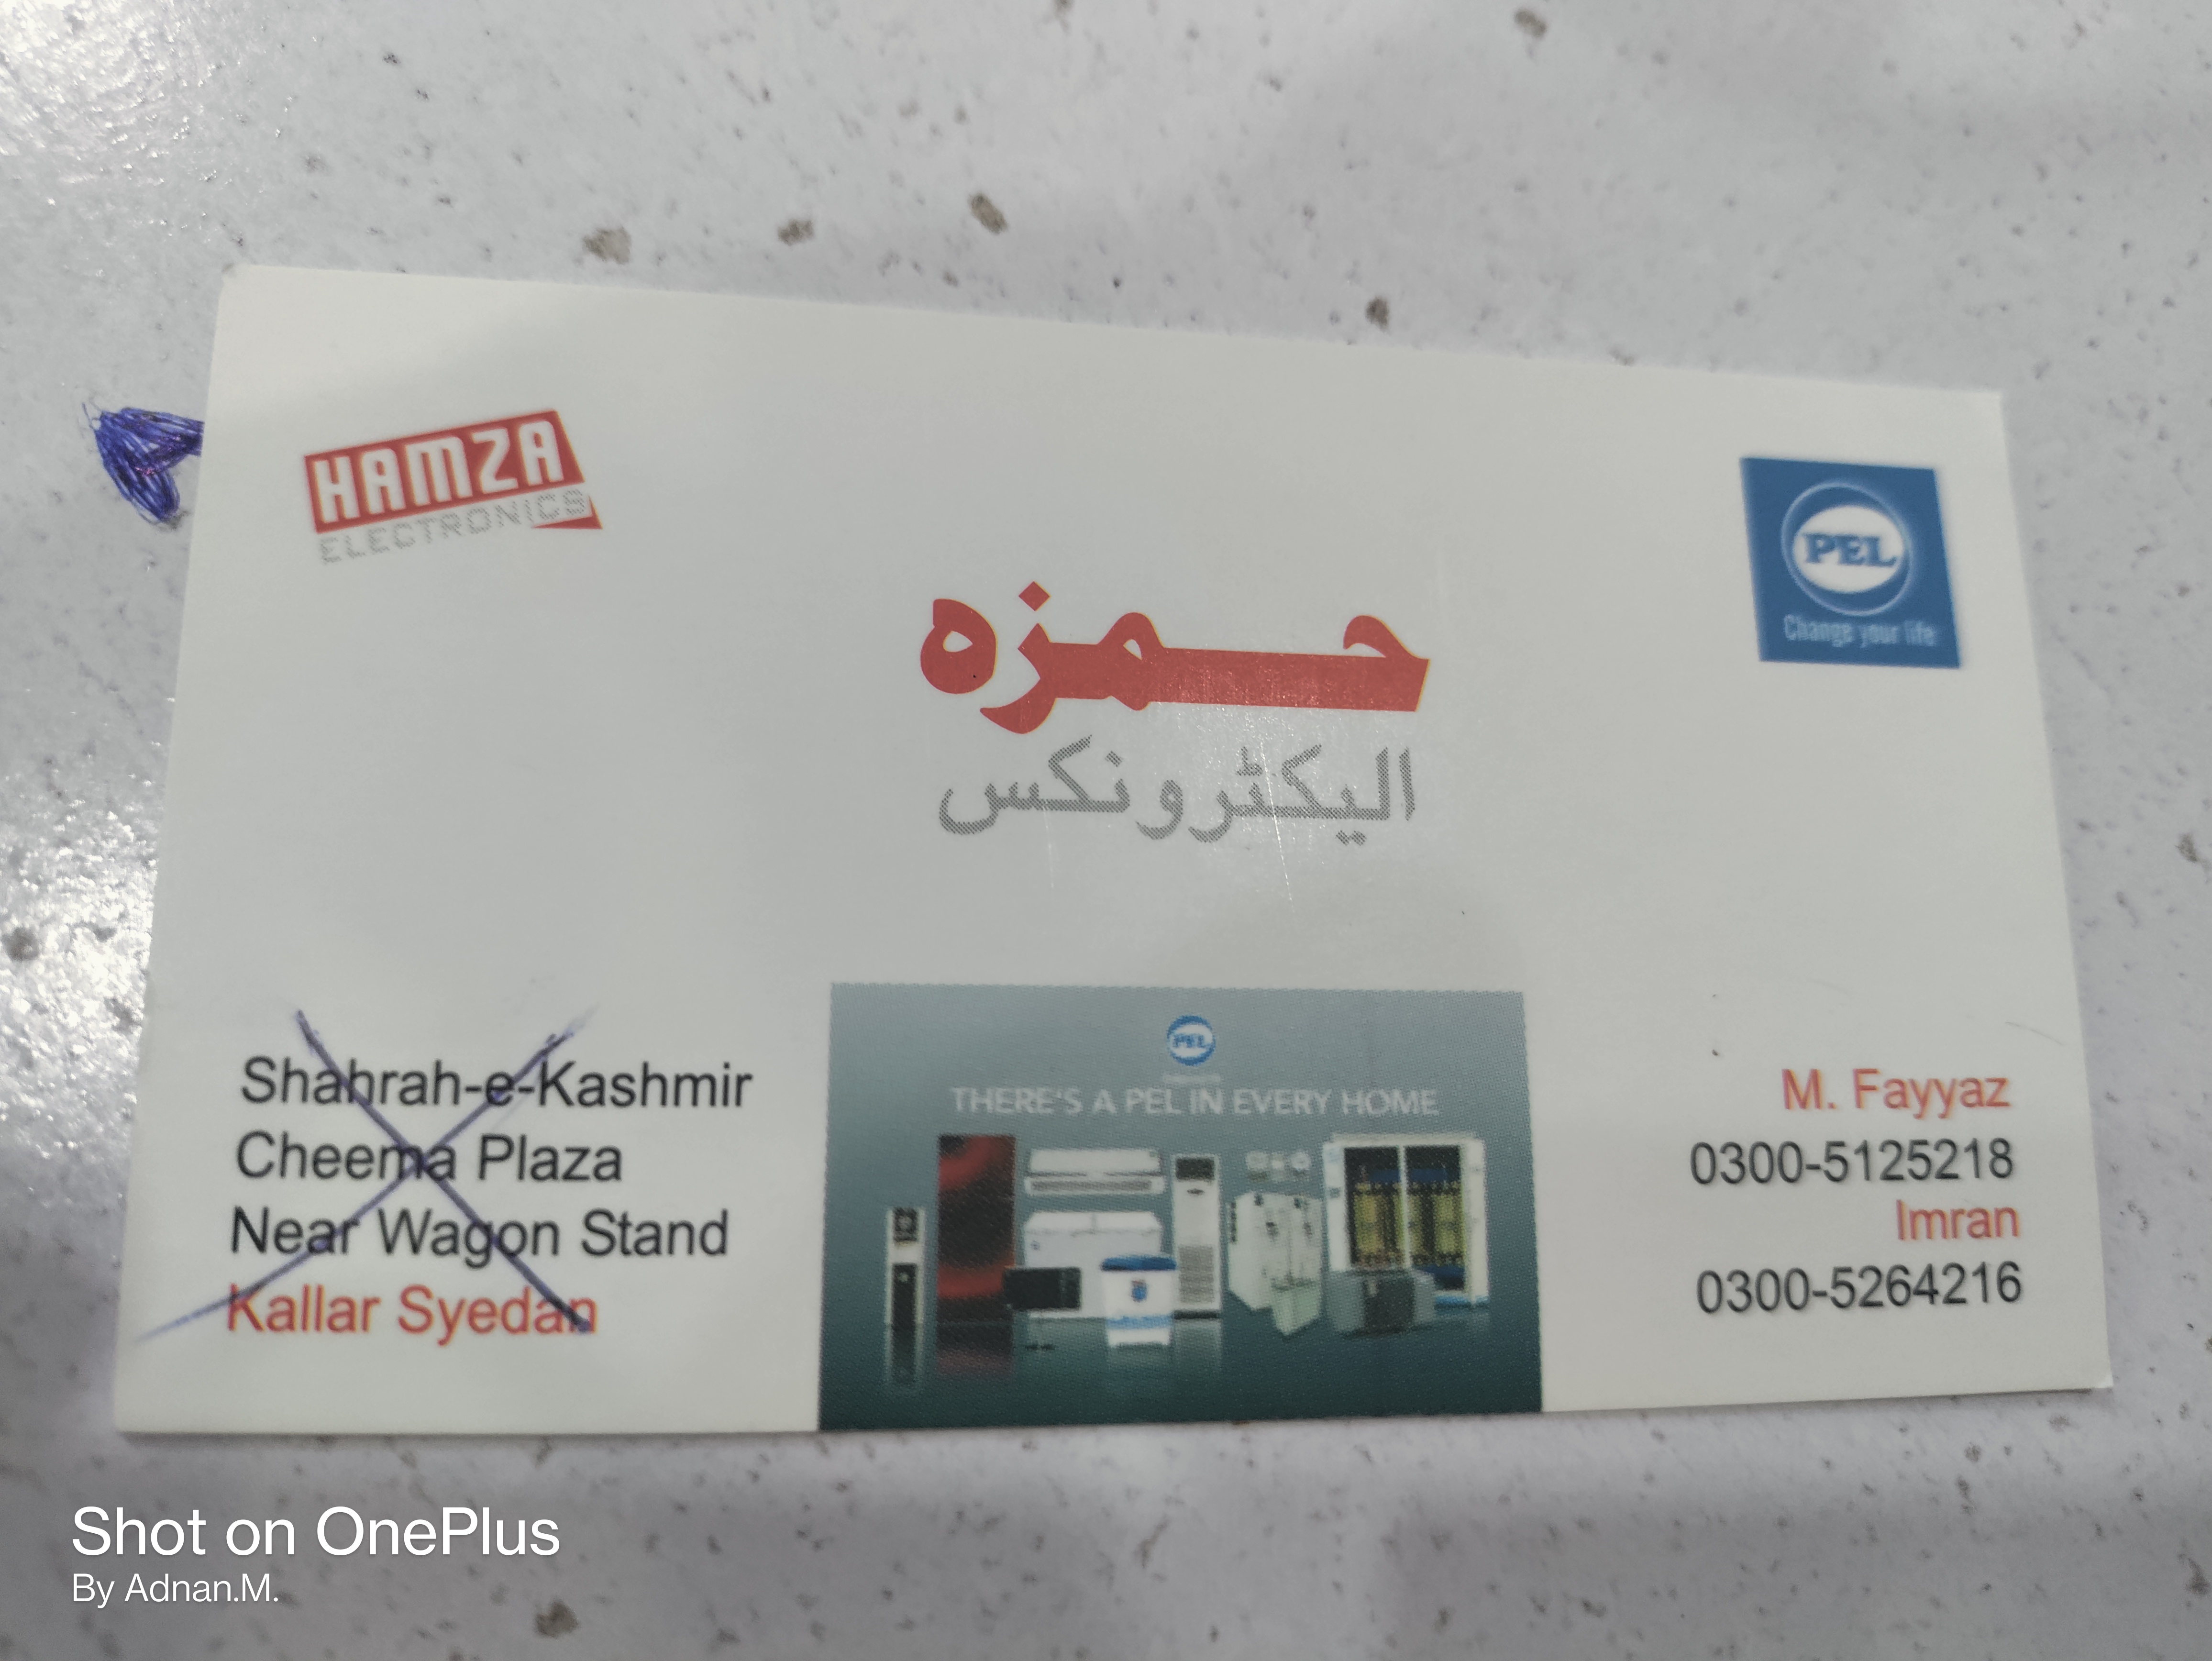 HAMZA
ELECTRONICS
PEL
Change your life
حمزہ
الیکٹرونکس
Shahrah-e-Kashmir
Cheema Plaza
Near Wagon Stand
Kallar Syedan
PEL
THERE'S A PEL IN EVERY HOME
M. Fayyaz
0300-5125218
Imran
0300-5264216
Shot on OnePlus
By Adnan.M.